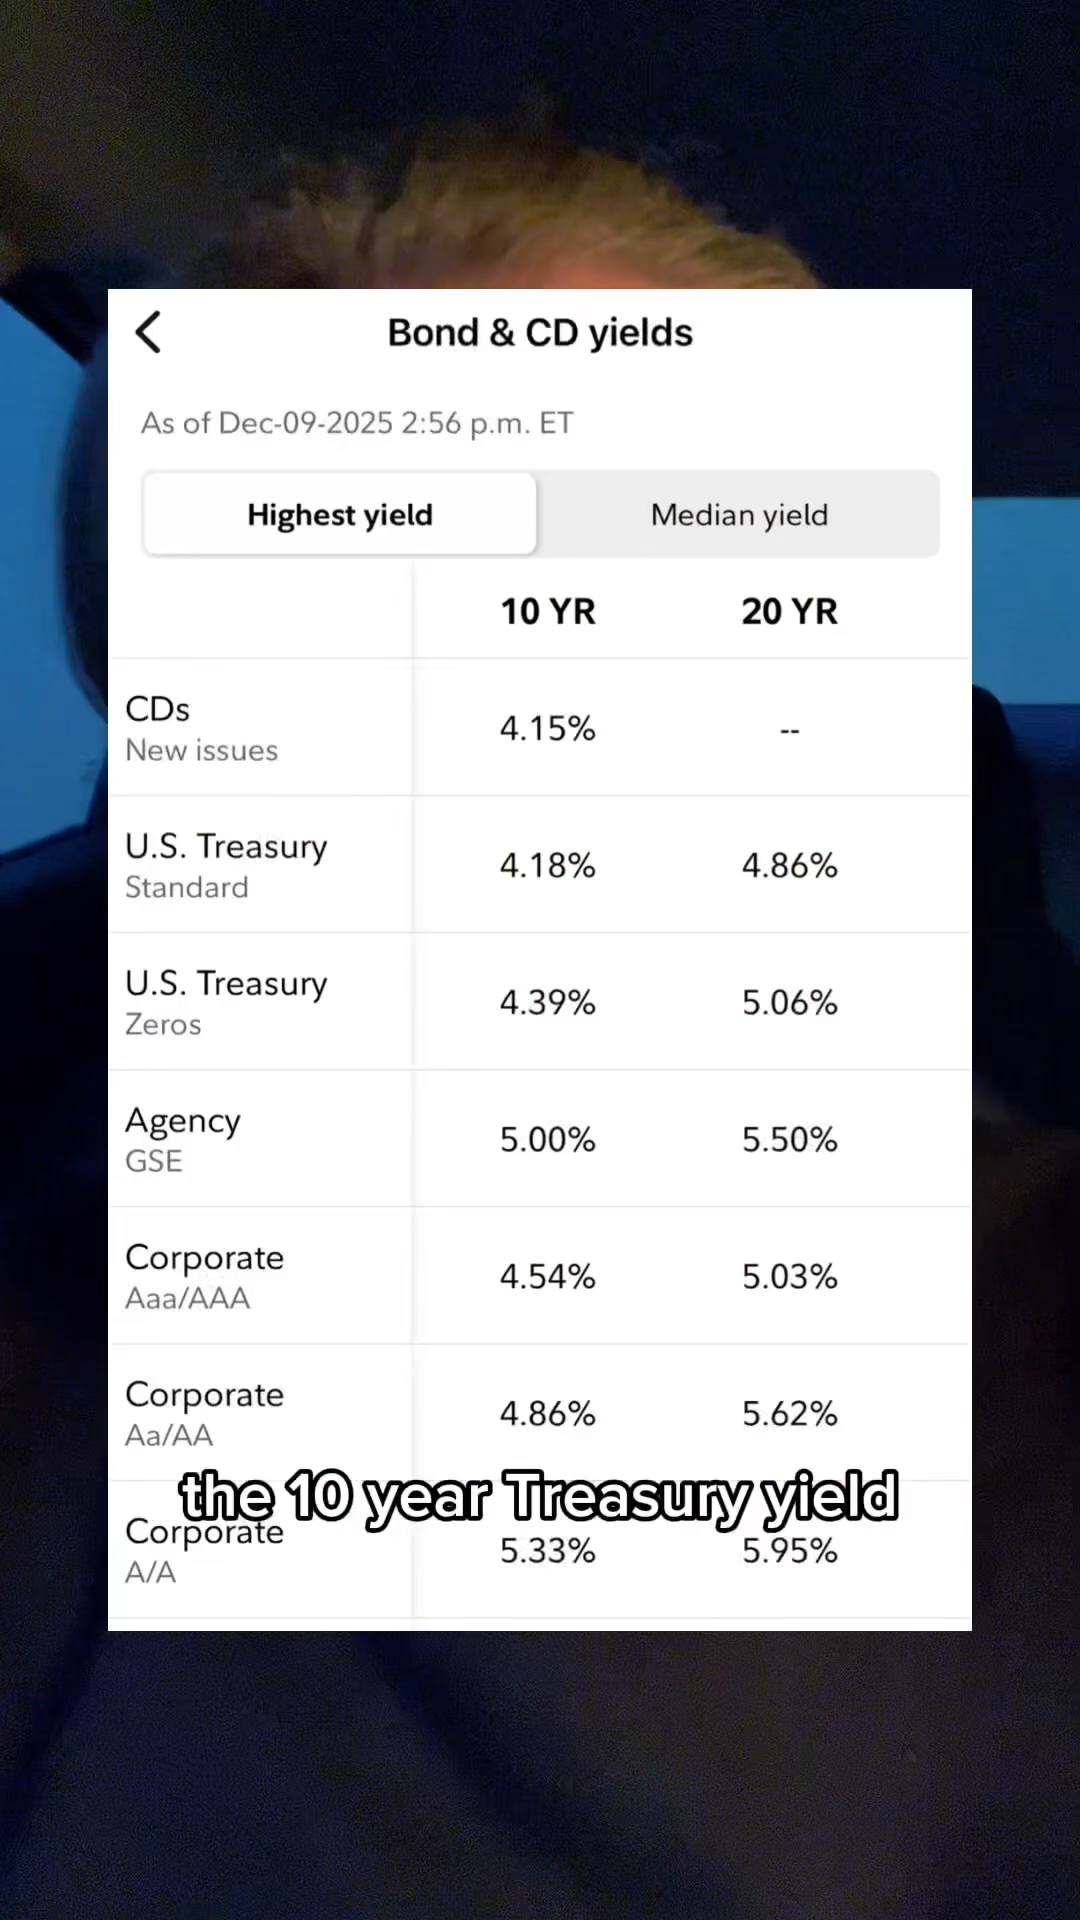 Bond & CD yields
As of Dec-09-2025 2:56 p.m. ET
Highest yield Median yield
10 YR 20 YR
CDs
New issues
4.15% --
U.S. Treasury
Standard
4.18% 4.86%
U.S. Treasury
Zeros
4.39% 5.06%
Agency
GSE
5.00% 5.50%
Corporate
Aaa/AAA
4.54% 5.03%
Corporate
Aa/AA
4.86% 5.62%
the 10 year Treasury yield
Corporate
A/A
5.33% 5.95%